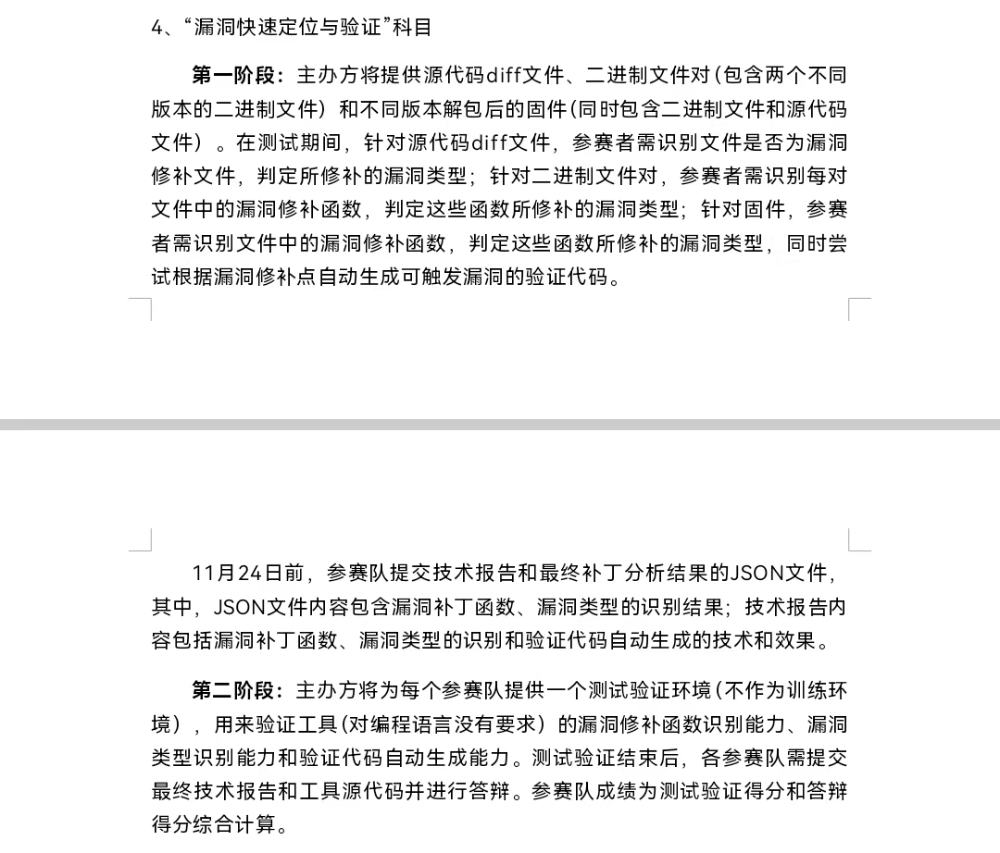 4、“漏洞快速定位与验证”科目
第一阶段：主办方将提供源代码diff文件、二进制文件对(包含两个不同
版本的二进制文件）和不同版本解包后的固件(同时包含二进制文件和源代码
文件）。在测试期间，针对源代码diff文件，参赛者需识别文件是否为漏洞
修补文件，判定所修补的漏洞类型；针对二进制文件对，参赛者需识别每对
文件中的漏洞修补函数，判定这些函数所修补的漏洞类型；针对固件，参赛
者需识别文件中的漏洞修补函数，判定这些函数所修补的漏洞类型，同时尝
试根据漏洞修补点自动生成可触发漏洞的验证代码。
11月24日前，参赛队提交技术报告和最终补丁分析结果的JSON文件，
其中，JSON文件内容包含漏洞补丁函数、漏洞类型的识别结果；技术报告内
容包括漏洞补丁函数、漏洞类型的识别和验证代码自动生成的技术和效果。
第二阶段：主办方将为每个参赛队提供一个测试验证环境(不作为训练环
境），用来验证工具(对编程语言没有要求）的漏洞修补函数识别能力、漏洞
类型识别能力和验证代码自动生成能力。测试验证结束后，各参赛队需提交
最终技术报告和工具源代码并进行答辩。参赛队成绩为测试验证得分和答辩
得分综合计算。